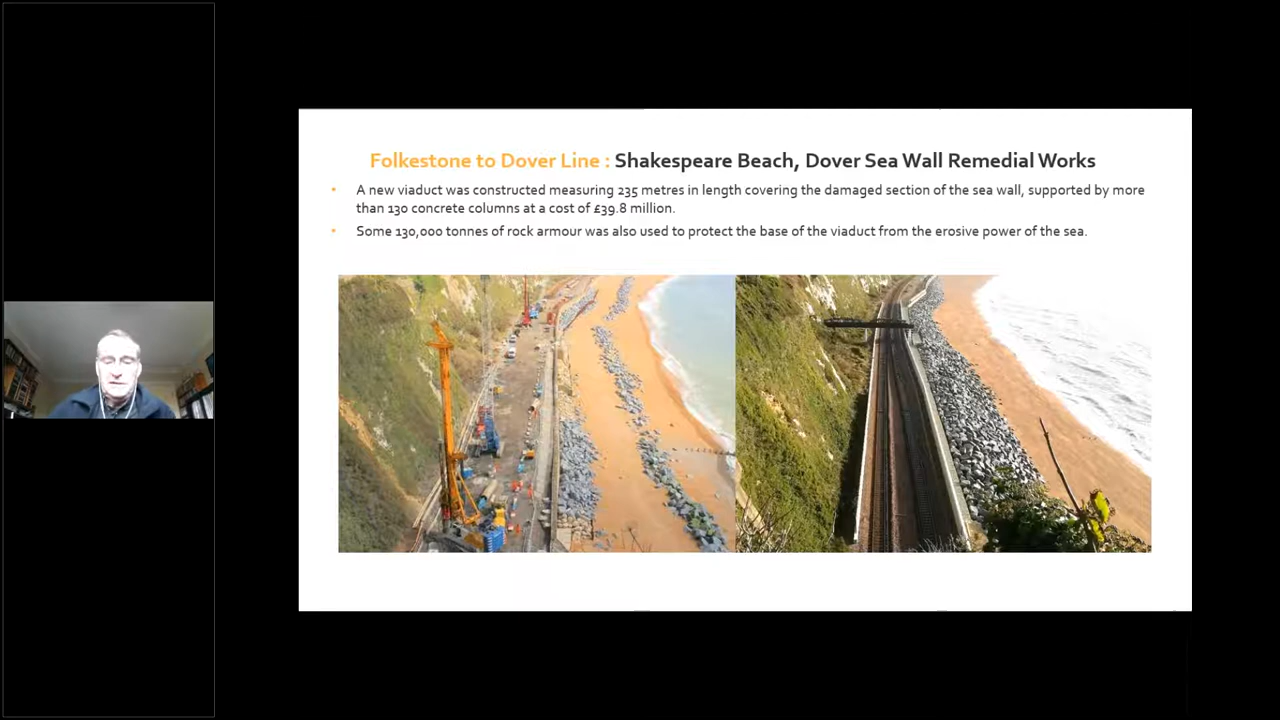 Folkestone to Dover Line : Shakespeare Beach, Dover Sea Wall Remedial Works
• A new viaduct was constructed measuring 235 metres in length covering the damaged section of the sea wall, supported by more
than 130 concrete columns at a cost of £39.8 million.
• Some 130,000 tonnes of rock armour was also used to protect the base of the viaduct from the erosive power of the sea.